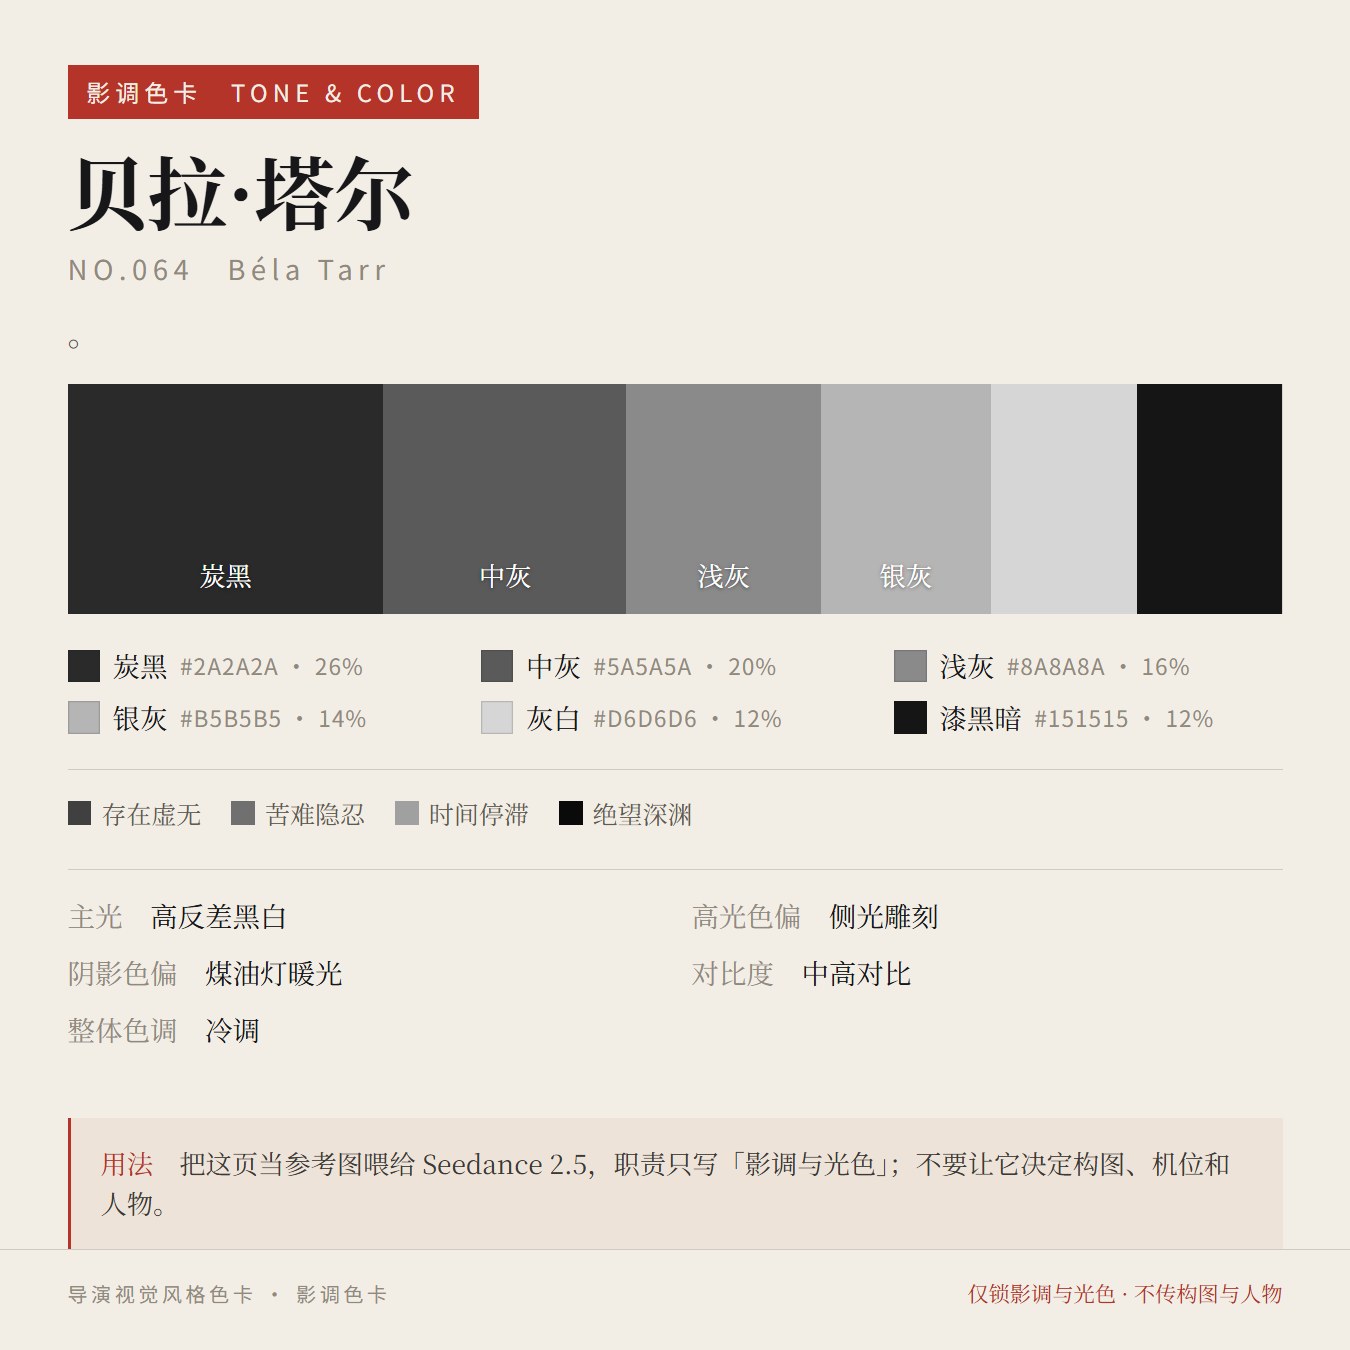 影调色卡 TONE & COLOR
贝拉·塔尔
NO.064 Béla Tarr
。
炭黑 中灰 浅灰 银灰
炭黑 #2A2A2A · 26% 中灰 #5A5A5A · 20% 浅灰 #8A8A8A · 16%
银灰 #B5B5B5 · 14% 灰白 #D6D6D6 · 12% 漆黑暗 #151515 · 12%
存在虚无 苦难隐忍 时间停滞 绝望深渊
主光 高反差黑白 高光色偏 侧光雕刻
阴影色偏 煤油灯暖光 对比度 中高对比
整体色调 冷调
用法 把这页当参考图喂给 Seedance 2.5，职责只写「影调与光色」；不要让它决定构图、机位和
人物。
导演视觉风格色卡 · 影调色卡 仅锁影调与光色 · 不传构图与人物